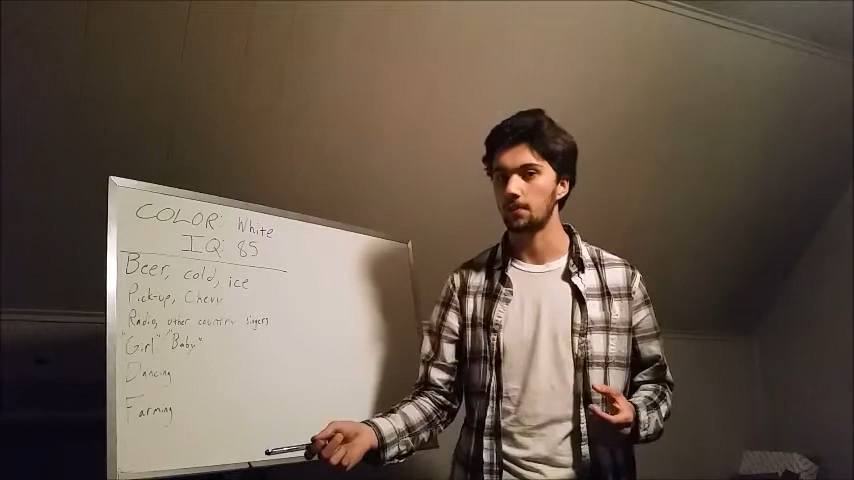 COLOR: White
IQ: 85
Beer, cold, ice
Pick-up, Chevy
Radio, other country singers
"Girl" "Baby"
Dancing
Farming